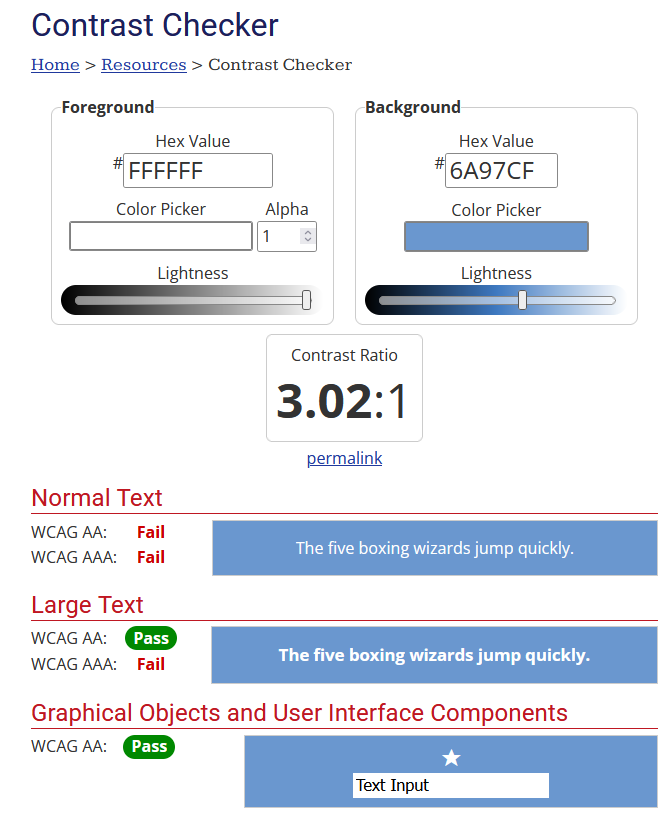 Contrast Checker
Home > Resources > Contrast Checker
Foreground
Hex Value
# FFFFFF
Color Picker Alpha
1
Lightness
Background
Hex Value
# 6A97CF
Color Picker
Lightness
Contrast Ratio
3.02:1
permalink
Normal Text
WCAG AA: Fail
WCAG AAA: Fail
The five boxing wizards jump quickly.
Large Text
WCAG AA: Pass
WCAG AAA: Fail
The five boxing wizards jump quickly.
Graphical Objects and User Interface Components
WCAG AA: Pass
Text Input